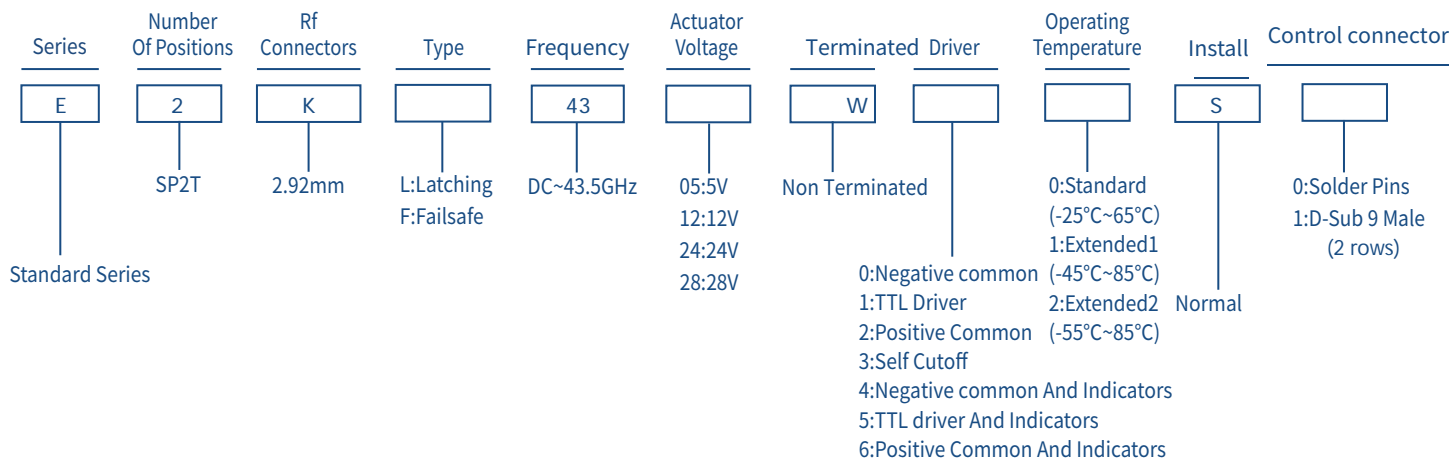 Series
Number
Of Positions
Rf
Connectors
Type
Frequency
Actuator
Voltage
Terminated
Driver
Operating
Temperature
Install
Control connector
E
2
K
43
W
S
Standard Series
SP2T
2.92mm
L:Latching
F:Failsafe
DC~43.5GHz
05:5V
12:12V
24:24V
28:28V
Non Terminated
0:Negative common
1:TTL Driver
2:Positive Common
3:Self Cutoff
4:Negative common And Indicators
5:TTL driver And Indicators
6:Positive Common And Indicators
0:Standard
(-25°C~65°C)
1:Extended1
(-45°C~85°C)
2:Extended2
(-55°C~85°C)
Normal
0:Solder Pins
1:D-Sub 9 Male
(2 rows)